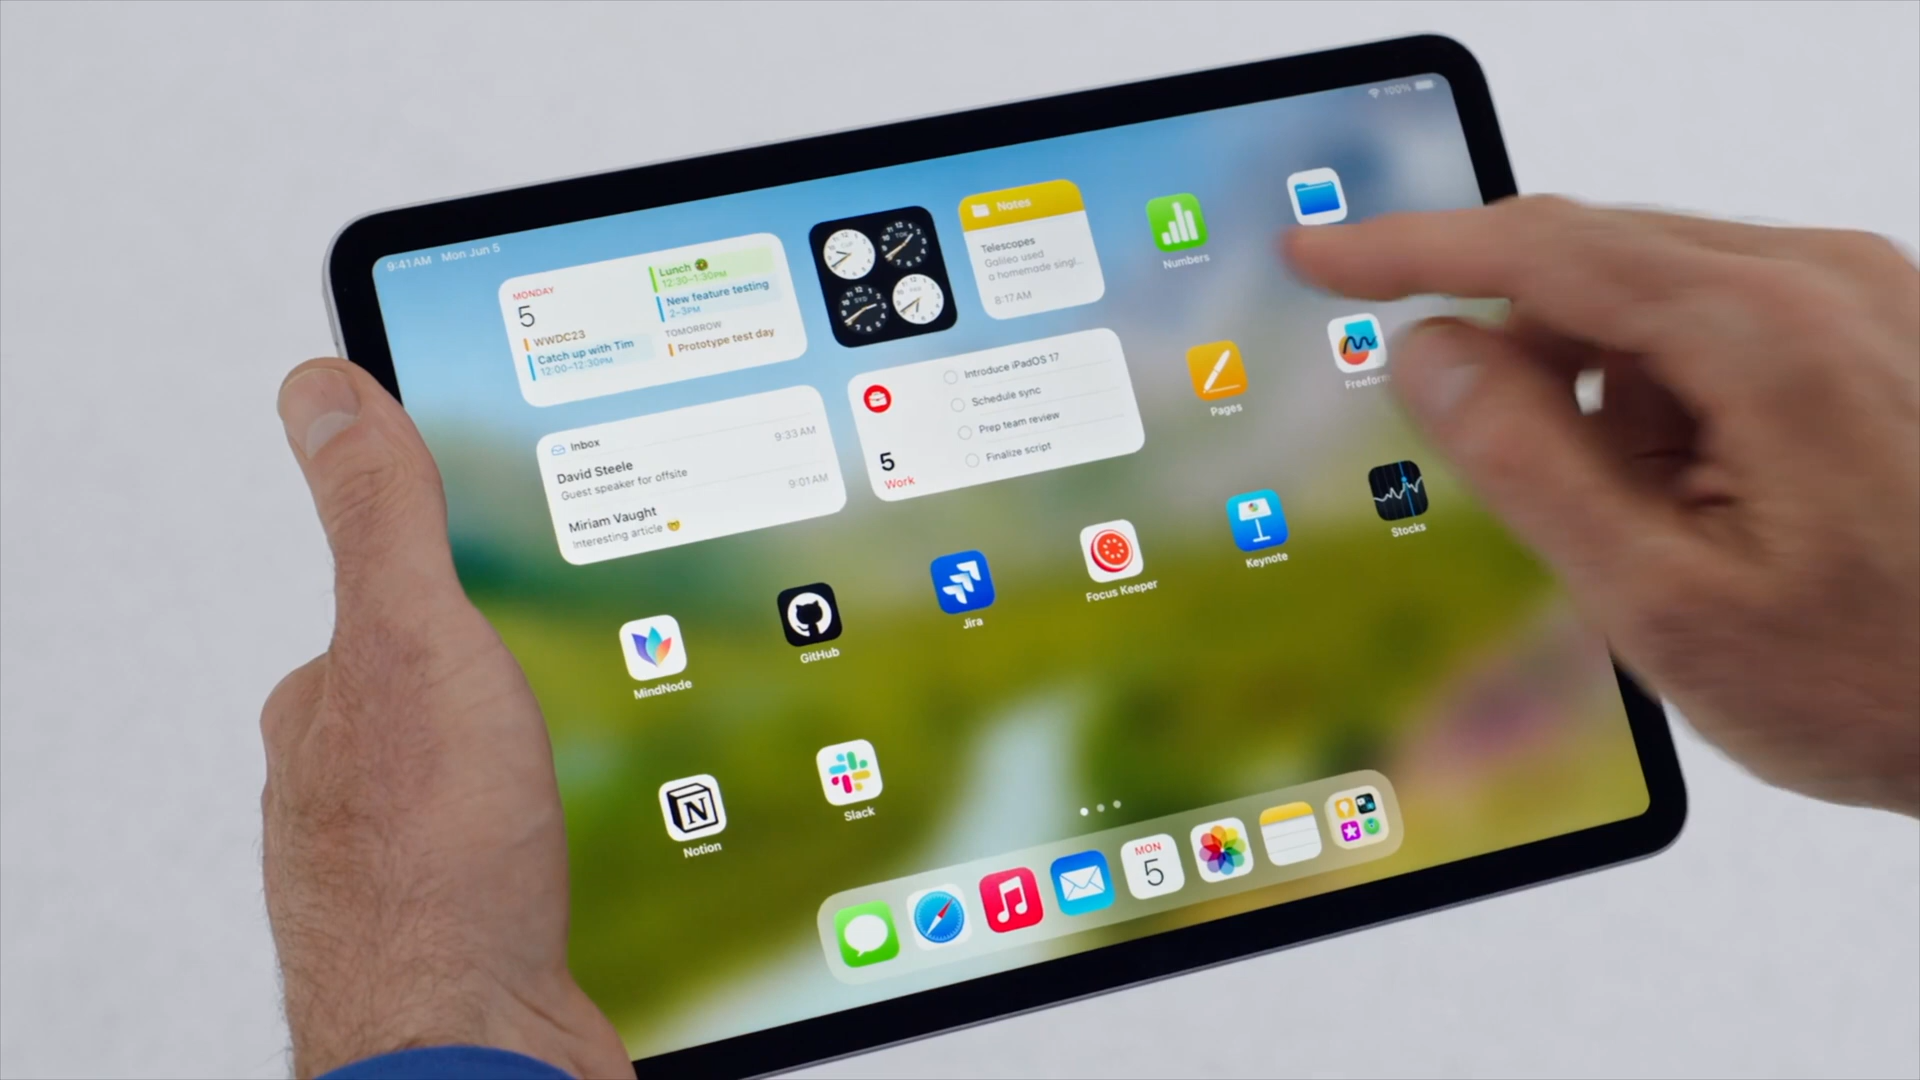 9:41 AM Mon Jun 5
100%
MONDAY
5
WWDC23
Catch up with Tim
12:00–12:30PM
Lunch
12:30–1:30PM
New feature testing
2–3PM
TOMORROW
Prototype test day
Notes
Telescopes
Galileo used
a homemade singl...
8:17 AM
Numbers
Inbox
David Steele
9:33 AM
Guest speaker for offsite
Miriam Vaught
9:01 AM
Interesting article 🤓
5
Work
Introduce iPadOS 17
Schedule sync
Prep team review
Finalize script
Pages
Freeform
MindNode
GitHub
Jira
Focus Keeper
Keynote
Stocks
Notion
Slack
MON
5